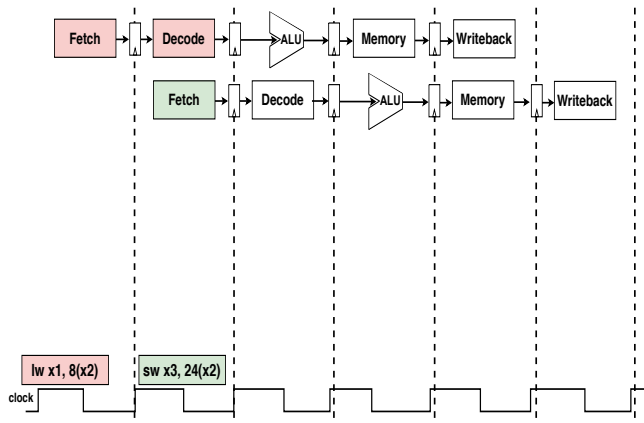 Fetch Decode ALU Memory Writeback
Fetch Decode ALU Memory Writeback
lw x1, 8(x2) sw x3, 24(x2)
clock